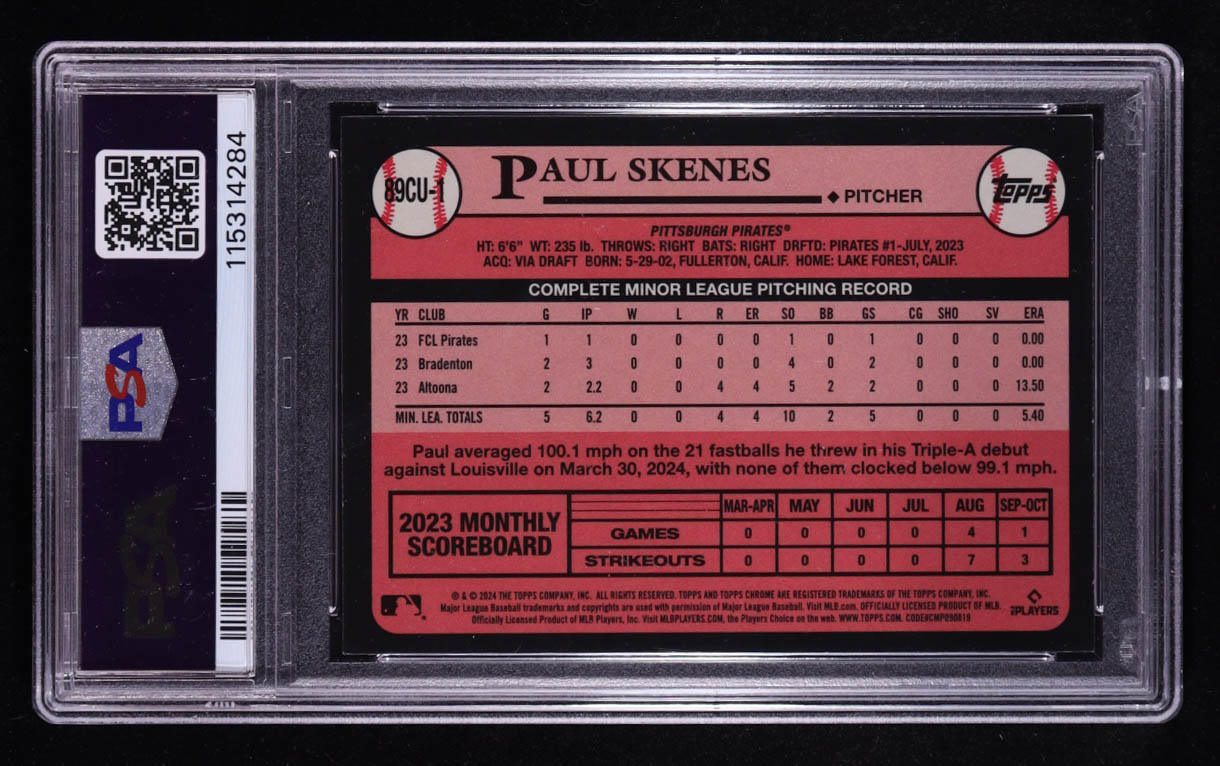 115314284
PSA
PSA
89CU-1
PAUL SKENES
◆ PITCHER
Topps
PITTSBURGH PIRATES®
HT: 6'6" WT: 235 lb. THROWS: RIGHT BATS: RIGHT DRFTD: PIRATES #1-JULY, 2023
ACQ: VIA DRAFT BORN: 5-29-02, FULLERTON, CALIF. HOME: LAKE FOREST, CALIF.
COMPLETE MINOR LEAGUE PITCHING RECORD
YR CLUB G IP W L R ER SO BB GS CG SHO SV ERA
23 FCL Pirates 1 1 0 0 0 0 1 0 1 0 0 0 0.00
23 Bradenton 2 3 0 0 0 0 4 0 2 0 0 0 0.00
23 Altoona 2 2.2 0 0 4 4 5 2 2 0 0 0 13.50
MIN. LEA. TOTALS 5 6.2 0 0 4 4 10 2 5 0 0 0 5.40
Paul averaged 100.1 mph on the 21 fastballs he threw in his Triple-A debut
against Louisville on March 30, 2024, with none of them clocked below 99.1 mph.
2023 MONTHLY
SCOREBOARD
MAR-APR MAY JUN JUL AUG SEP-OCT
GAMES 0 0 0 0 4 1
STRIKEOUTS 0 0 0 0 7 3
® & © 2024 THE TOPPS COMPANY, INC. ALL RIGHTS RESERVED. TOPPS AND TOPPS CHROME ARE REGISTERED TRADEMARKS OF THE TOPPS COMPANY, INC.
Major League Baseball trademarks and copyrights are used with permission of Major League Baseball. Visit MLB.com. OFFICIALLY LICENSED PRODUCT OF MLB.
Officially Licensed Product of MLB Players, Inc. Visit MLBPLAYERS.COM, the Players Choice on the web. WWW.TOPPS.COM. CODE#CMP090819
PLAYERS